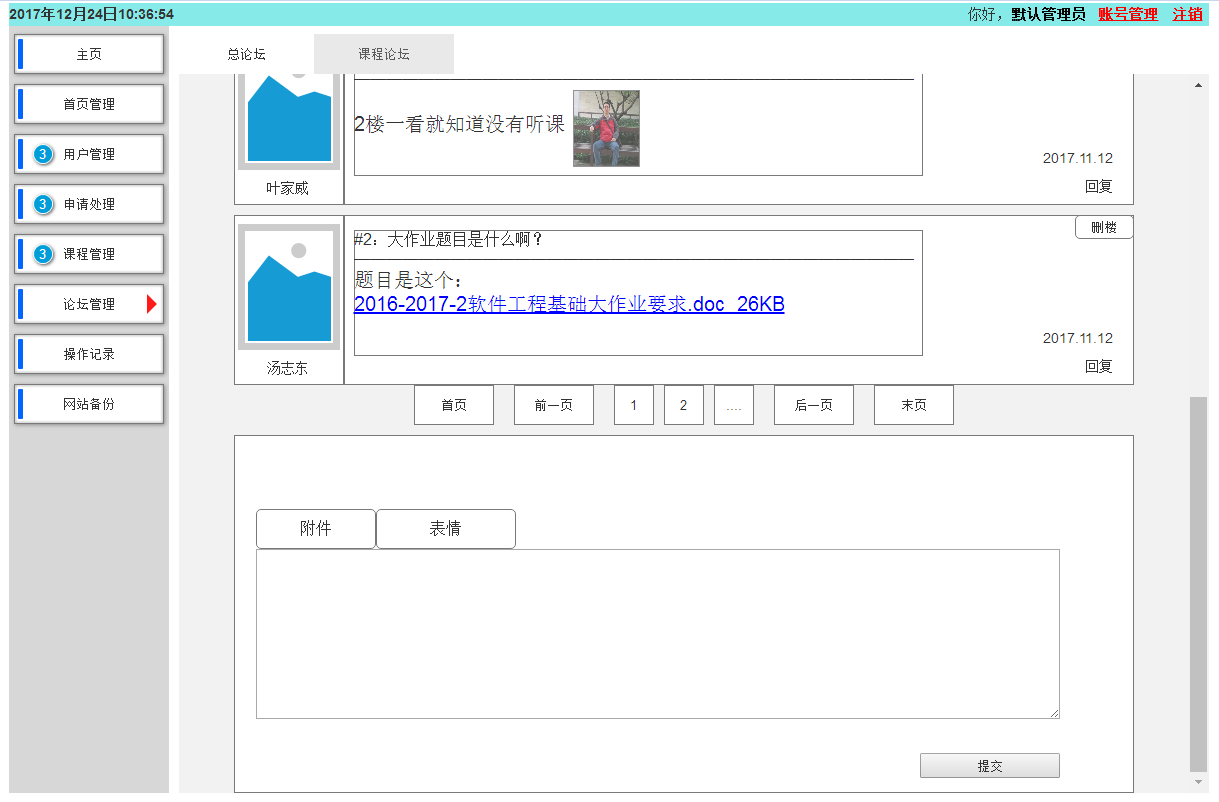 2017年12月24日10:36:54
你好，默认管理员 账号管理 注销
主页
首页管理
3 用户管理
3 申请处理
3 课程管理
论坛管理
操作记录
网站备份
总论坛 课程论坛
2楼一看就知道没有听课
2017.11.12
叶家威
回复
删楼
#2：大作业题目是什么啊？
题目是这个：
2016-2017-2软件工程基础大作业要求.doc_26KB
2017.11.12
汤志东
回复
首页 前一页 1 2 .... 后一页 末页
附件 表情
提交